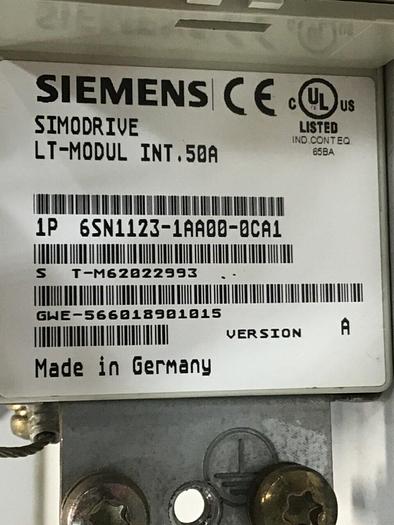 SIEMENS CE
c UL US
LISTED
IND.CONT.EQ.
65BA
SIMODRIVE
LT-MODUL INT.50A
1P 6SN1123-1AA00-0CA1
S T-M62022993
GWE-566018901015
VERSION A
Made in Germany